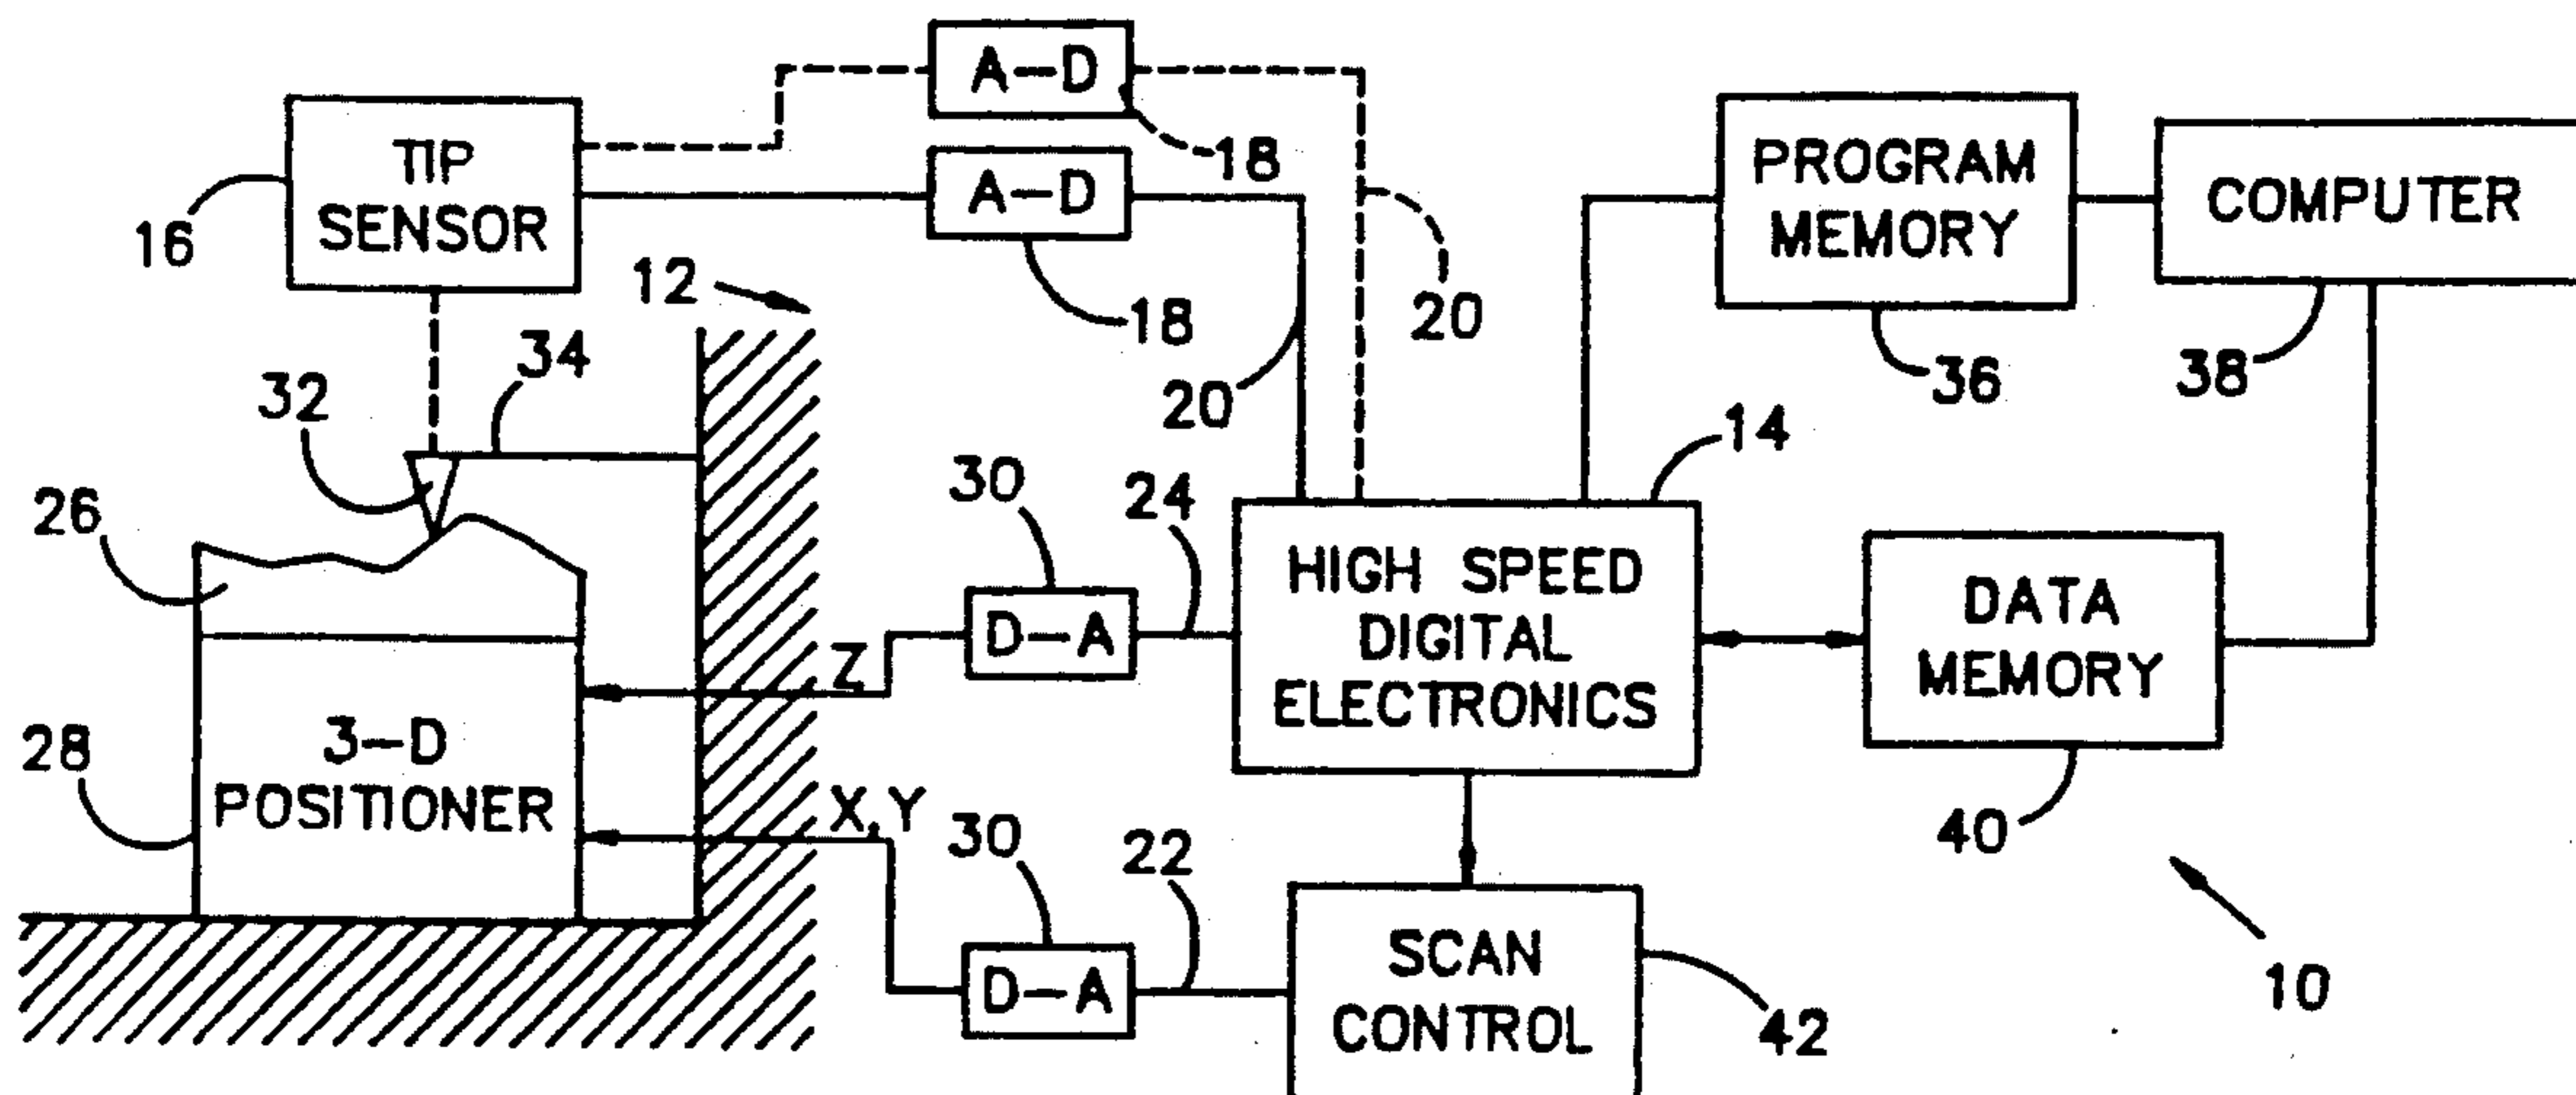 A-D
18
TIP
SENSOR
16
A-D
18
12
20
20
PROGRAM
MEMORY
36
COMPUTER
38
34
32
26
14
30
24
D-A
HIGH SPEED
DIGITAL
ELECTRONICS
DATA
MEMORY
40
Z
3-D
POSITIONER
28
X,Y
30
22
D-A
SCAN
CONTROL
42
10